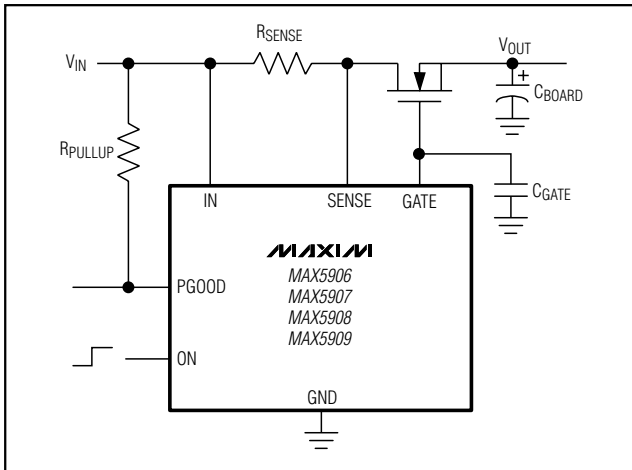 RSENSE
VIN
VOUT
+
CBOARD
RPULLUP
CGATE
IN SENSE GATE
MAXIM
MAX5906
MAX5907
MAX5908
MAX5909
PGOOD
ON
GND